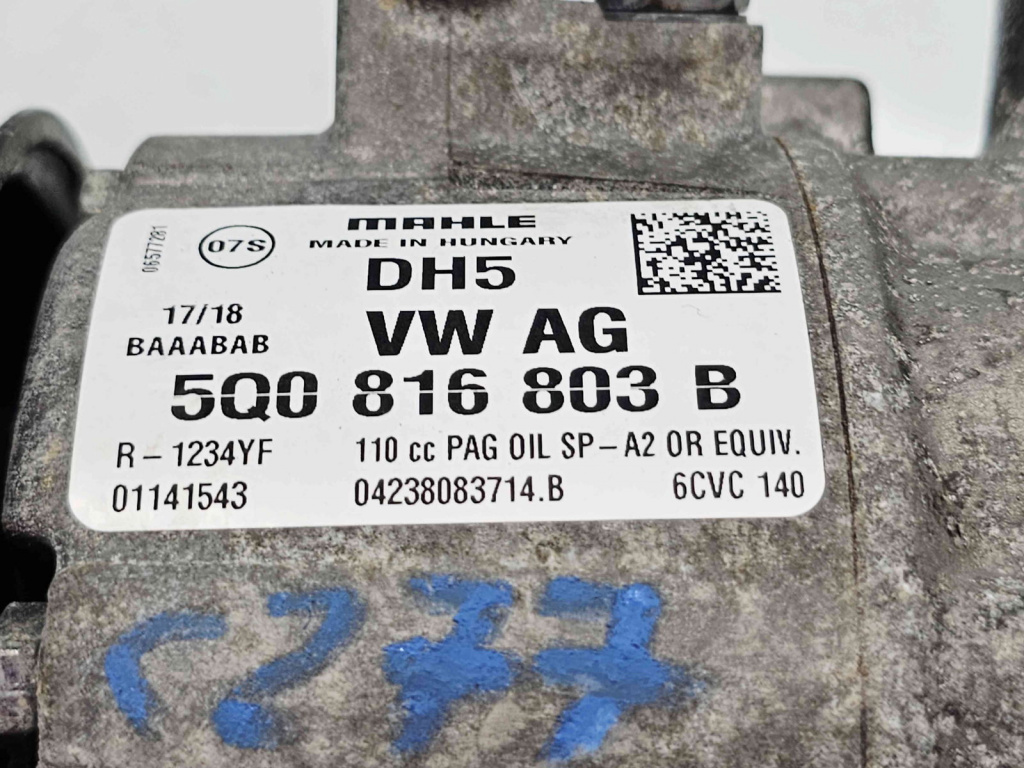 06577281
07S
MAHLE
MADE IN HUNGARY
DH5
17/18
BAAABAB
VW AG
5Q0 816 803 B
R-1234YF 110 cc PAG OIL SP-A2 OR EQUIV.
01141543 04238083714.B 6CVC 140
C277